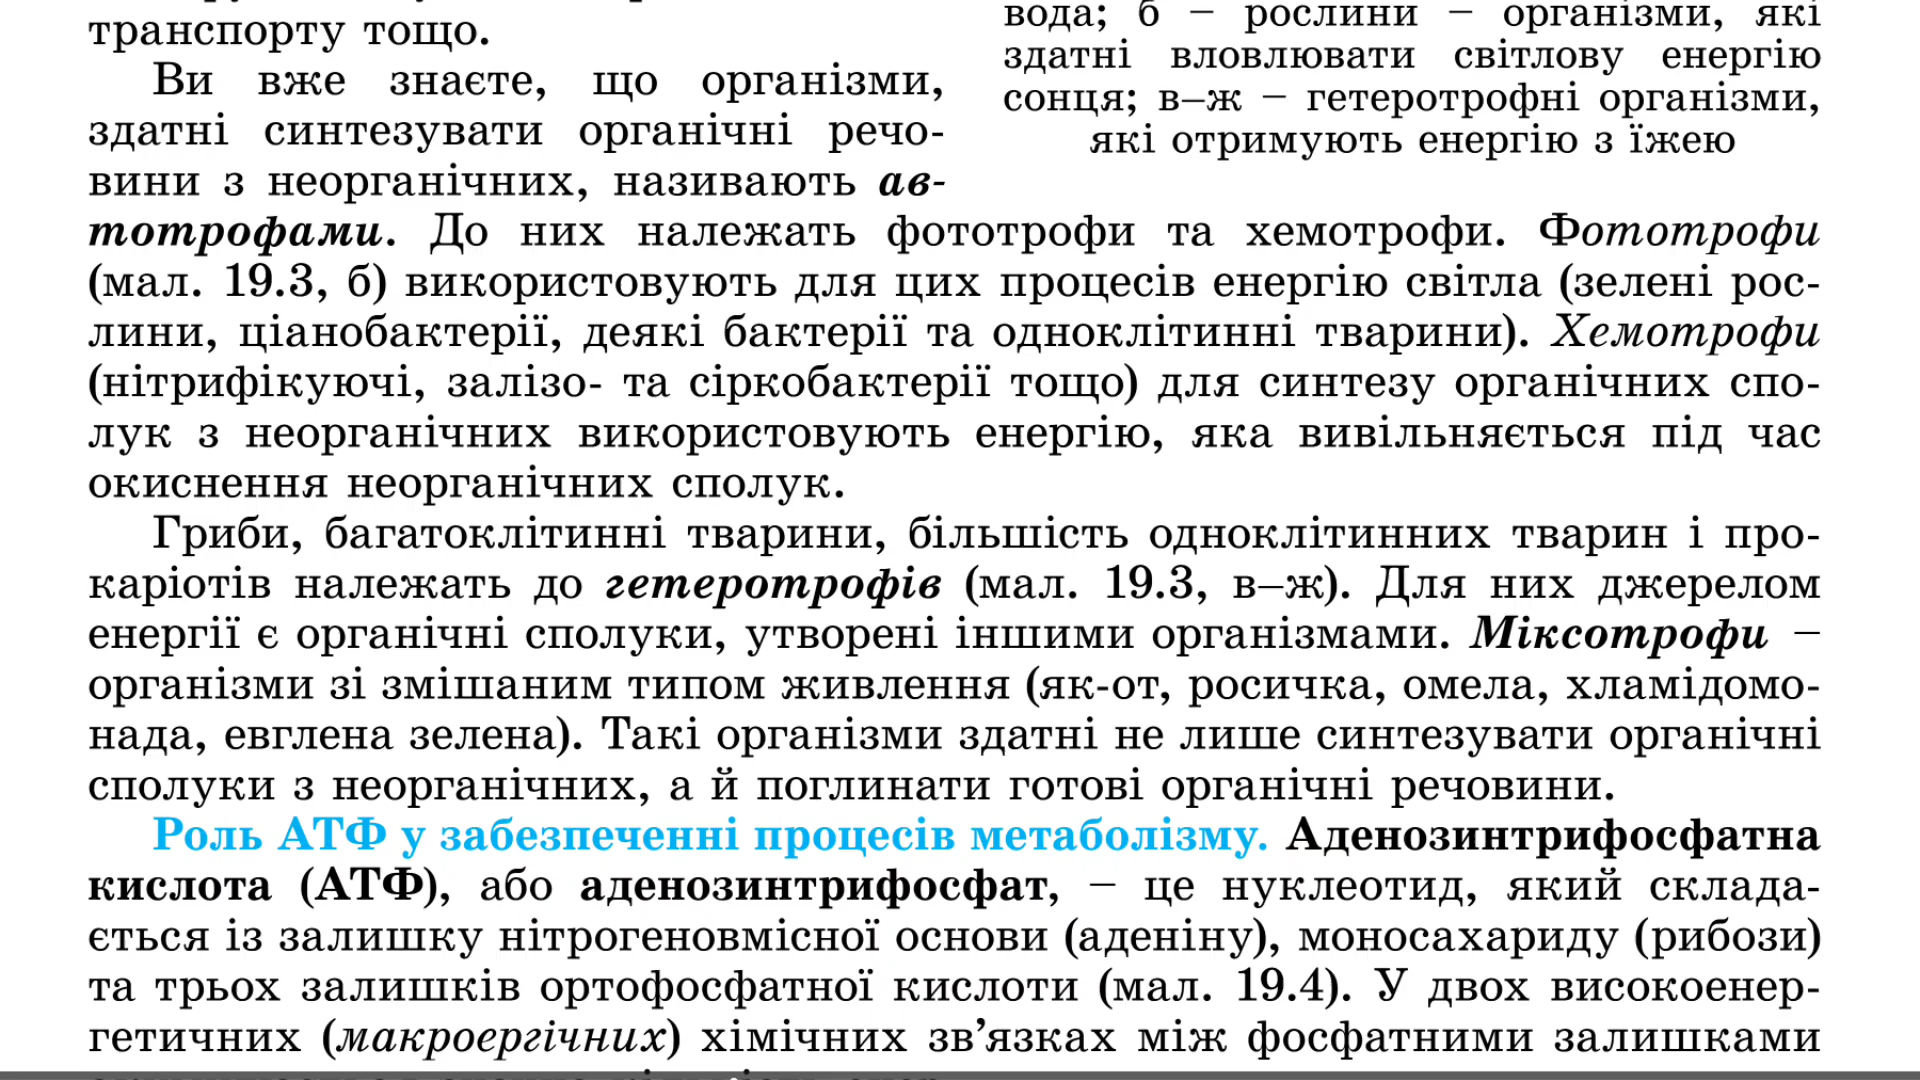 транспорту тощо.
Ви вже знаєте, що організми,
здатні синтезувати органічні речо-
вини з неорганічних, називають ав-
вода; б – рослини – організми, які
здатні вловлювати світлову енергію
сонця; в–ж – гетеротрофні організми,
які отримують енергію з їжею
тотрофами. До них належать фототрофи та хемотрофи. Фототрофи
(мал. 19.3, б) використовують для цих процесів енергію світла (зелені рос-
лини, ціанобактерії, деякі бактерії та одноклітинні тварини). Хемотрофи
(нітрифікуючі, залізо- та сіркобактерії тощо) для синтезу органічних спо-
лук з неорганічних використовують енергію, яка вивільняється під час
окиснення неорганічних сполук.
Гриби, багатоклітинні тварини, більшість одноклітинних тварин і про-
каріотів належать до гетеротрофів (мал. 19.3, в–ж). Для них джерелом
енергії є органічні сполуки, утворені іншими організмами. Міксотрофи –
організми зі змішаним типом живлення (як-от, росичка, омела, хламідомо-
нада, евглена зелена). Такі організми здатні не лише синтезувати органічні
сполуки з неорганічних, а й поглинати готові органічні речовини.
Роль АТФ у забезпеченні процесів метаболізму. Аденозинтрифосфатна
кислота (АТФ), або аденозинтрифосфат, – це нуклеотид, який склада-
ється із залишку нітрогеновмісної основи (аденіну), моносахариду (рибози)
та трьох залишків ортофосфатної кислоти (мал. 19.4). У двох високоенер-
гетичних (макроергічних) хімічних зв’язках між фосфатними залишками